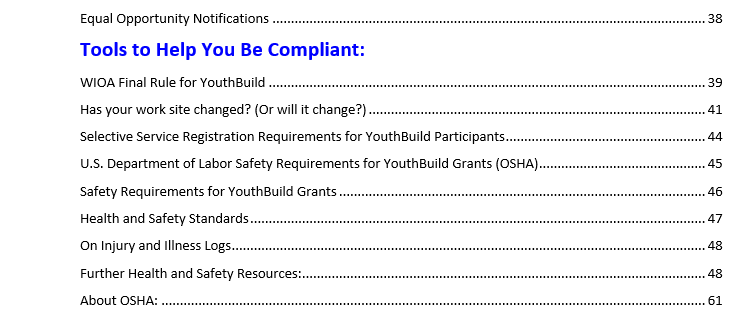 Equal Opportunity Notifications ........................................................................................................ 38
Tools to Help You Be Compliant:
WIOA Final Rule for YouthBuild ......................................................................................................... 39
Has your work site changed? (Or will it change?) ................................................................................ 41
Selective Service Registration Requirements for YouthBuild Participants................................................ 44
U.S. Department of Labor Safety Requirements for YouthBuild Grants (OSHA)........................................ 45
Safety Requirements for YouthBuild Grants ........................................................................................ 46
Health and Safety Standards.............................................................................................................. 47
On Injury and Illness Logs.................................................................................................................. 48
Further Health and Safety Resources:................................................................................................. 48
About OSHA: .................................................................................................................................... 61